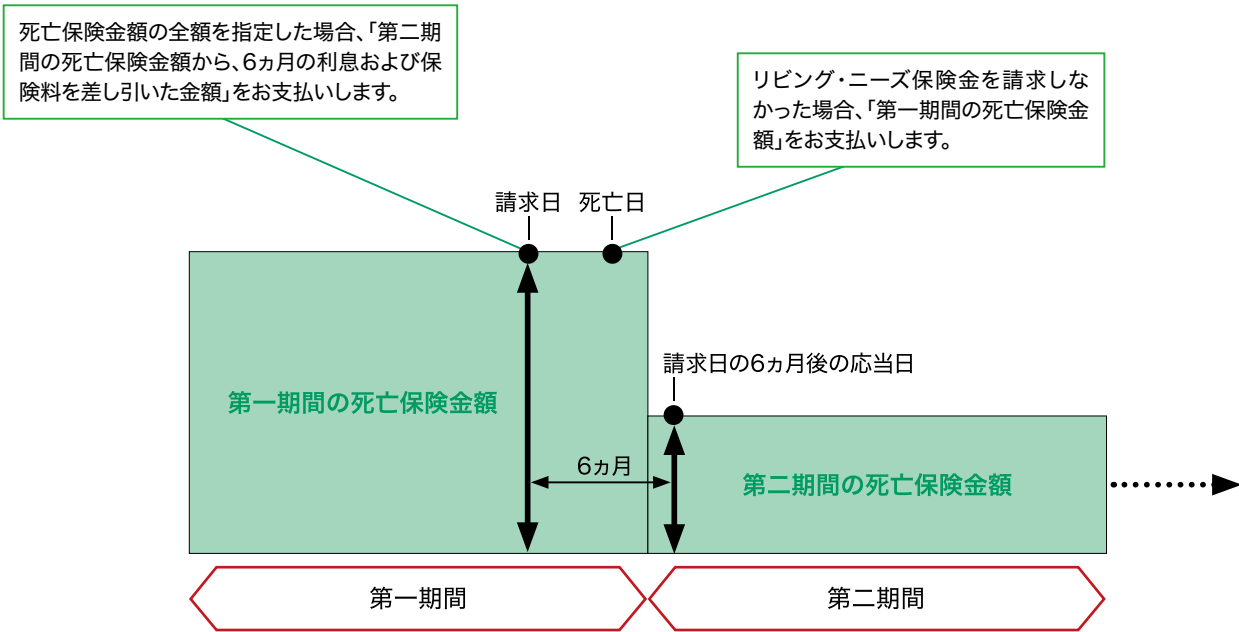 死亡保険金額の全額を指定した場合、「第二期
間の死亡保険金額から、6ヵ月の利息および保
険料を差し引いた金額」をお支払いします。
リビング・ニーズ保険金を請求しな
かった場合、「第一期間の死亡保険金
額」をお支払いします。
請求日
死亡日
請求日の6ヵ月後の応当日
第一期間の死亡保険金額
6ヵ月
第二期間の死亡保険金額
第一期間
第二期間